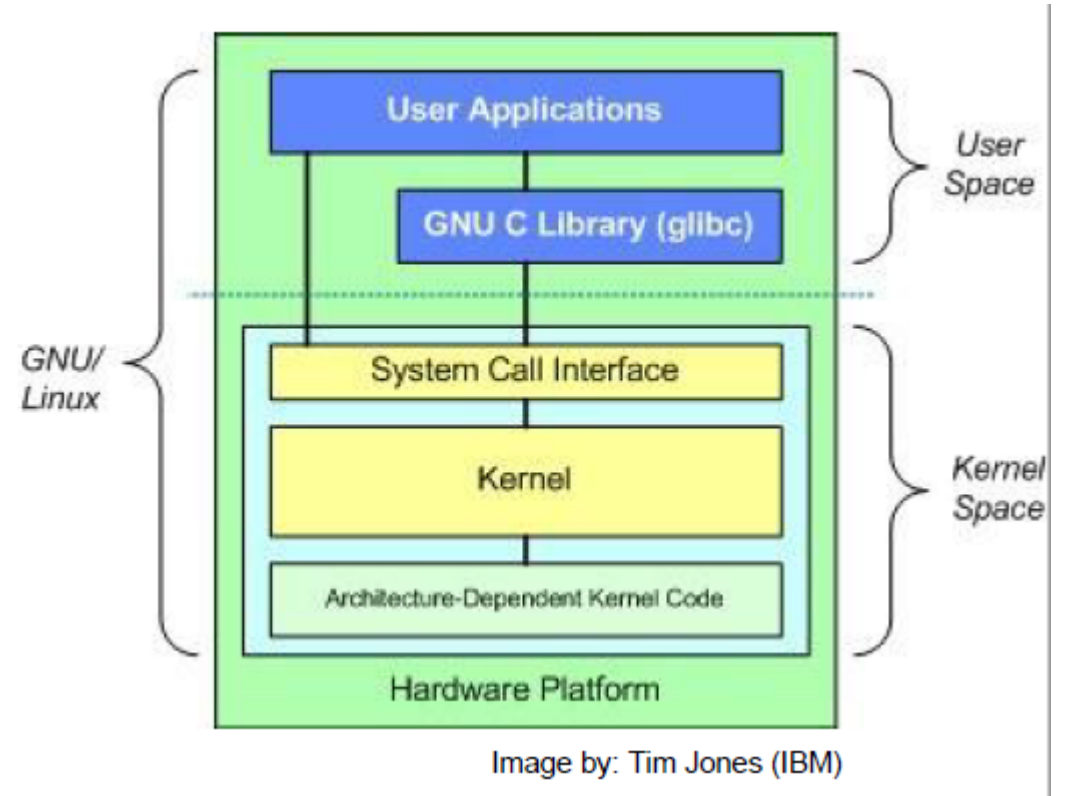 User Applications
GNU C Library (glibc)
User
Space
GNU/
Linux
System Call Interface
Kernel
Architecture-Dependent Kernel Code
Kernel
Space
Hardware Platform
Image by: Tim Jones (IBM)